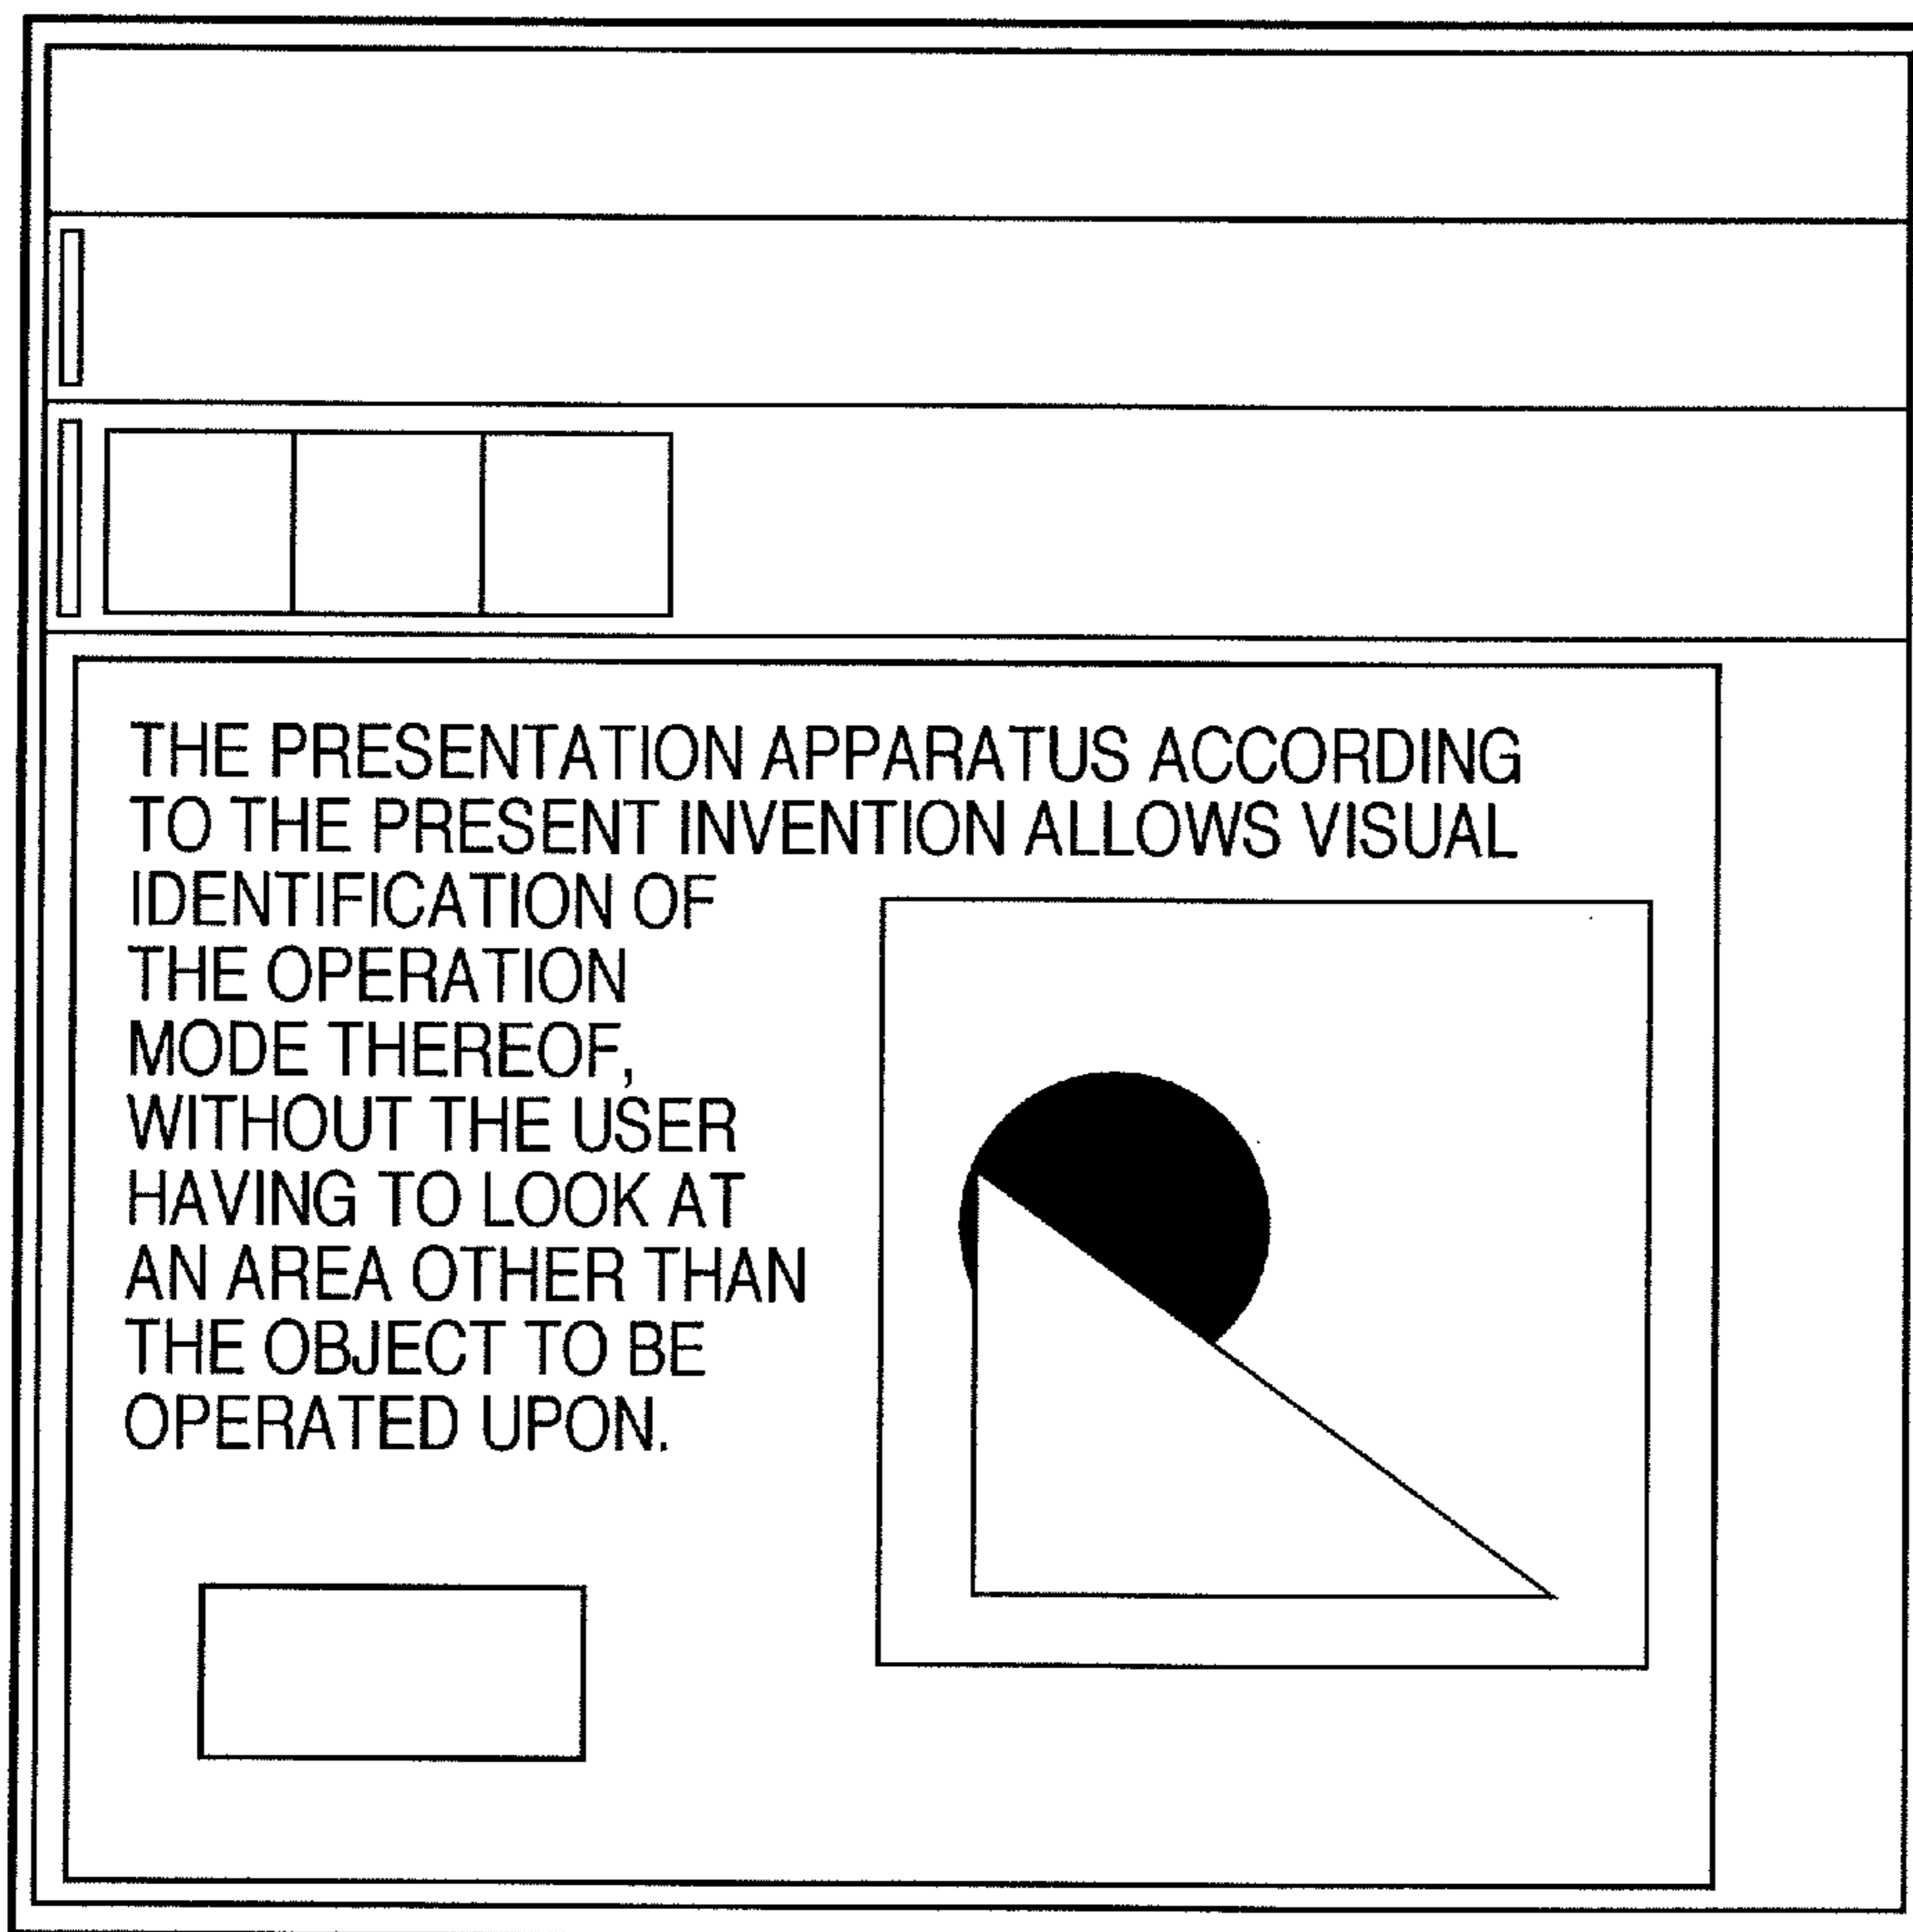 THE PRESENTATION APPARATUS ACCORDING
TO THE PRESENT INVENTION ALLOWS VISUAL
IDENTIFICATION OF
THE OPERATION
MODE THEREOF,
WITHOUT THE USER
HAVING TO LOOK AT
AN AREA OTHER THAN
THE OBJECT TO BE
OPERATED UPON.